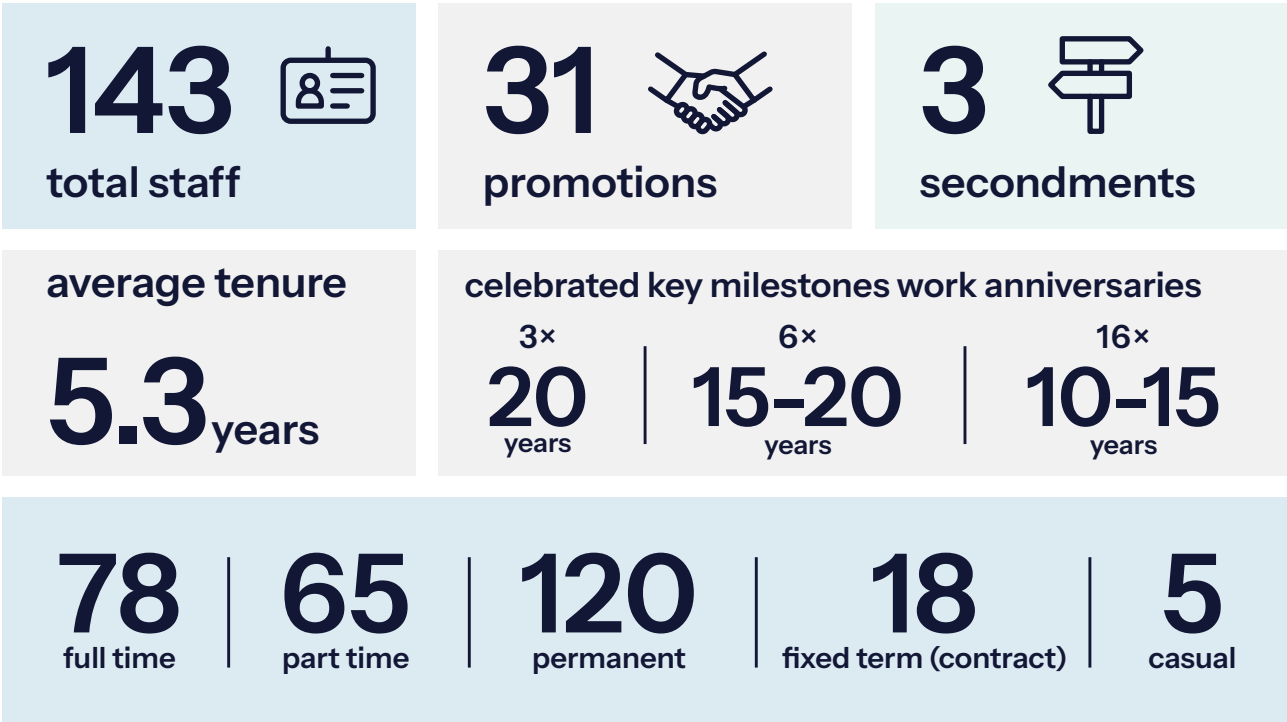 143
total staff
31
promotions
3
secondments
average tenure
5.3 years
celebrated key milestones work anniversaries
3×
20
years
6×
15–20
years
16×
10–15
years
78
full time
65
part time
120
permanent
18
fixed term (contract)
5
casual